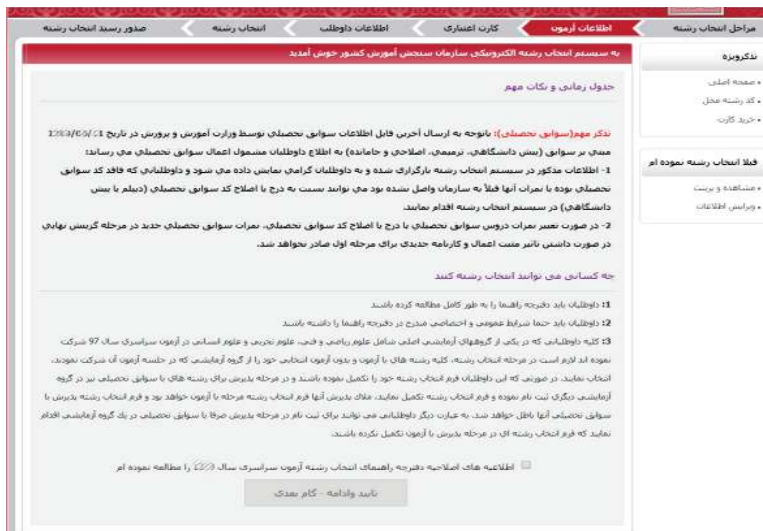 مراحل انتخاب رشته
اطلاعات آزمون
کارت اعتباری
اطلاعات داوطلب
انتخاب رشته
صدور رسید انتخاب رشته
به سیستم انتخاب رشته الکترونیکی سازمان سنجش آموزش کشور خوش آمدید
تذکر ویژه
• صفحه اصلی
• کد رشته محل
• خرید کارت
قبلا انتخاب رشته نموده ام
• مشاهده و پرینت
• ویرایش اطلاعات
جدول زمانی و نکات مهم
تذکر مهم(سوابق تحصیلی): باتوجه به ارسال آخرین فایل اطلاعات سوابق تحصیلی توسط وزارت آموزش و پرورش در تاریخ
مبني بر سوابق (پیش دانشگاهی، ترمیمی، اصلاحی و جامانده) به اطلاع داوطلبان مشمول اعمال سوابق تحصیلی می رساند:
1- اطلاعات مذکور در سیستم انتخاب رشته بارگزاری شده و به داوطلبان گرامی نمایش داده می شود و داوطلبانی که فاقد کد سوابق
تحصیلی بوده یا نمرات آنها قبلاً به سازمان واصل نشده بود می توانند نسبت به درج یا اصلاح کد سوابق تحصیلی (دیپلم یا پیش
دانشگاهی) در سیستم انتخاب رشته اقدام نمایند.
2- در صورت تغییر نمرات دروس سوابق تحصیلی یا درج یا اصلاح کد سوابق تحصیلی، نمرات سوابق تحصیلی جدید در مرحله گزینش نهایی
در صورت داشتن تاثیر مثبت اعمال و کارنامه جدیدی برای مرحله اول صادر نخواهد شد.
چه کسانی می توانند انتخاب رشته کنند
1: داوطلبان باید دفترچه راهنما را به طور کامل مطالعه کرده باشند
2: داوطلبان باید حتما شرایط عمومی و اختصاصی مندرج در دفترچه راهنما را داشته باشند
3: کلیه داوطلبانی که در یکی از گروههای آزمایشی اصلی شامل علوم ریاضی و فنی، علوم تجربی و علوم انسانی در آزمون سراسری سال 97 شرکت
نموده اند لازم است در مرحله انتخاب رشته، کلیه رشته های با آزمون و بدون آزمون انتخابی خود را از گروه آزمایشی که در جلسه آزمون آن شرکت نمودند،
انتخاب نمایند. در صورتی که این داوطلبان فرم انتخاب رشته خود را تکمیل نموده باشند و در مرحله پذیرش برای رشته های با سوابق تحصیلی نیز در گروه
آزمایشی دیگری ثبت نام نموده و فرم انتخاب رشته تکمیل نمایند، ملاک پذیرش آنها فرم انتخاب رشته مرحله با آزمون خواهد بود و فرم انتخاب رشته پذیرش با
سوابق تحصیلی آنها باطل خواهد شد. به عبارت دیگر داوطلبانی می توانند برای ثبت نام در مرحله پذیرش صرفا با سوابق تحصیلی در یك گروه آزمایشی اقدام
نمایند که فرم انتخاب رشته ای در مرحله پذیرش با آزمون تکمیل نکرده باشند.
اطلاعیه های اصلاحیه دفترچه راهنمای انتخاب رشته آزمون سراسری سال را مطالعه نموده ام
تایید وادامه - گام بعدی